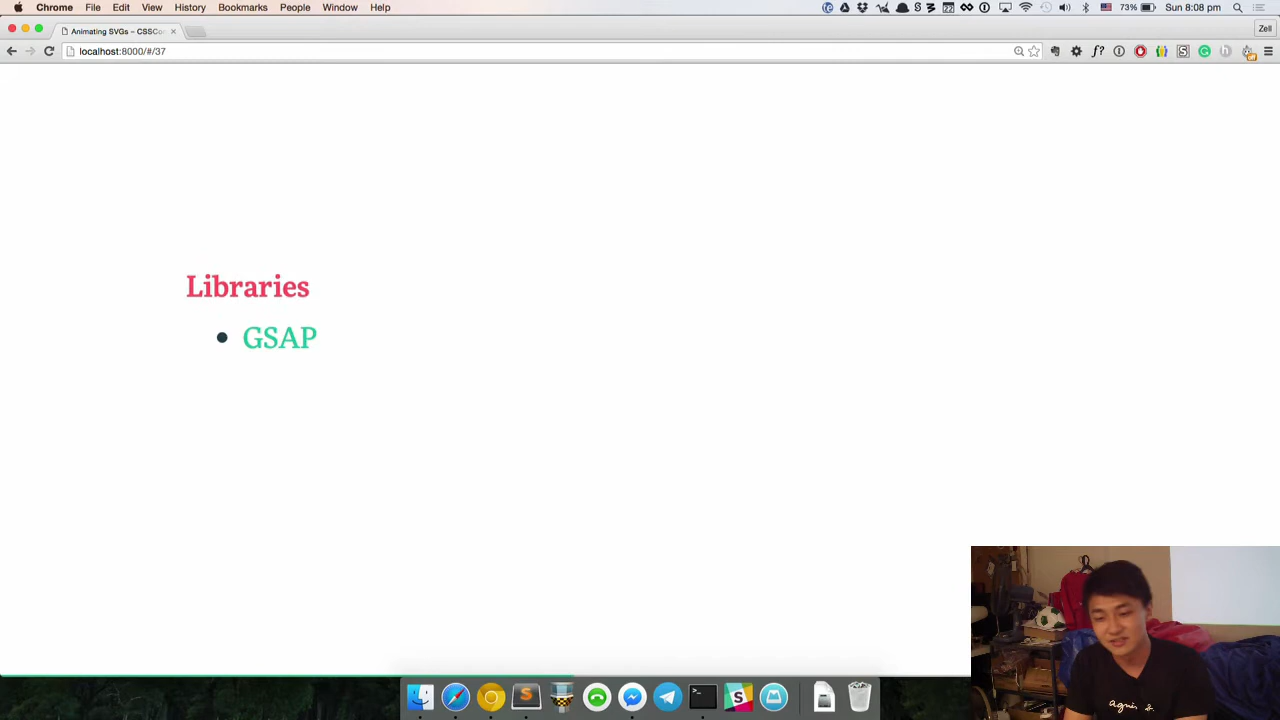 Chrome File Edit View History Bookmarks People Window Help
73% Sun 8:08 pm
Animating SVGs – CSSCo
Zell
localhost:8000/#/37
Libraries
GSAP
agnis b.